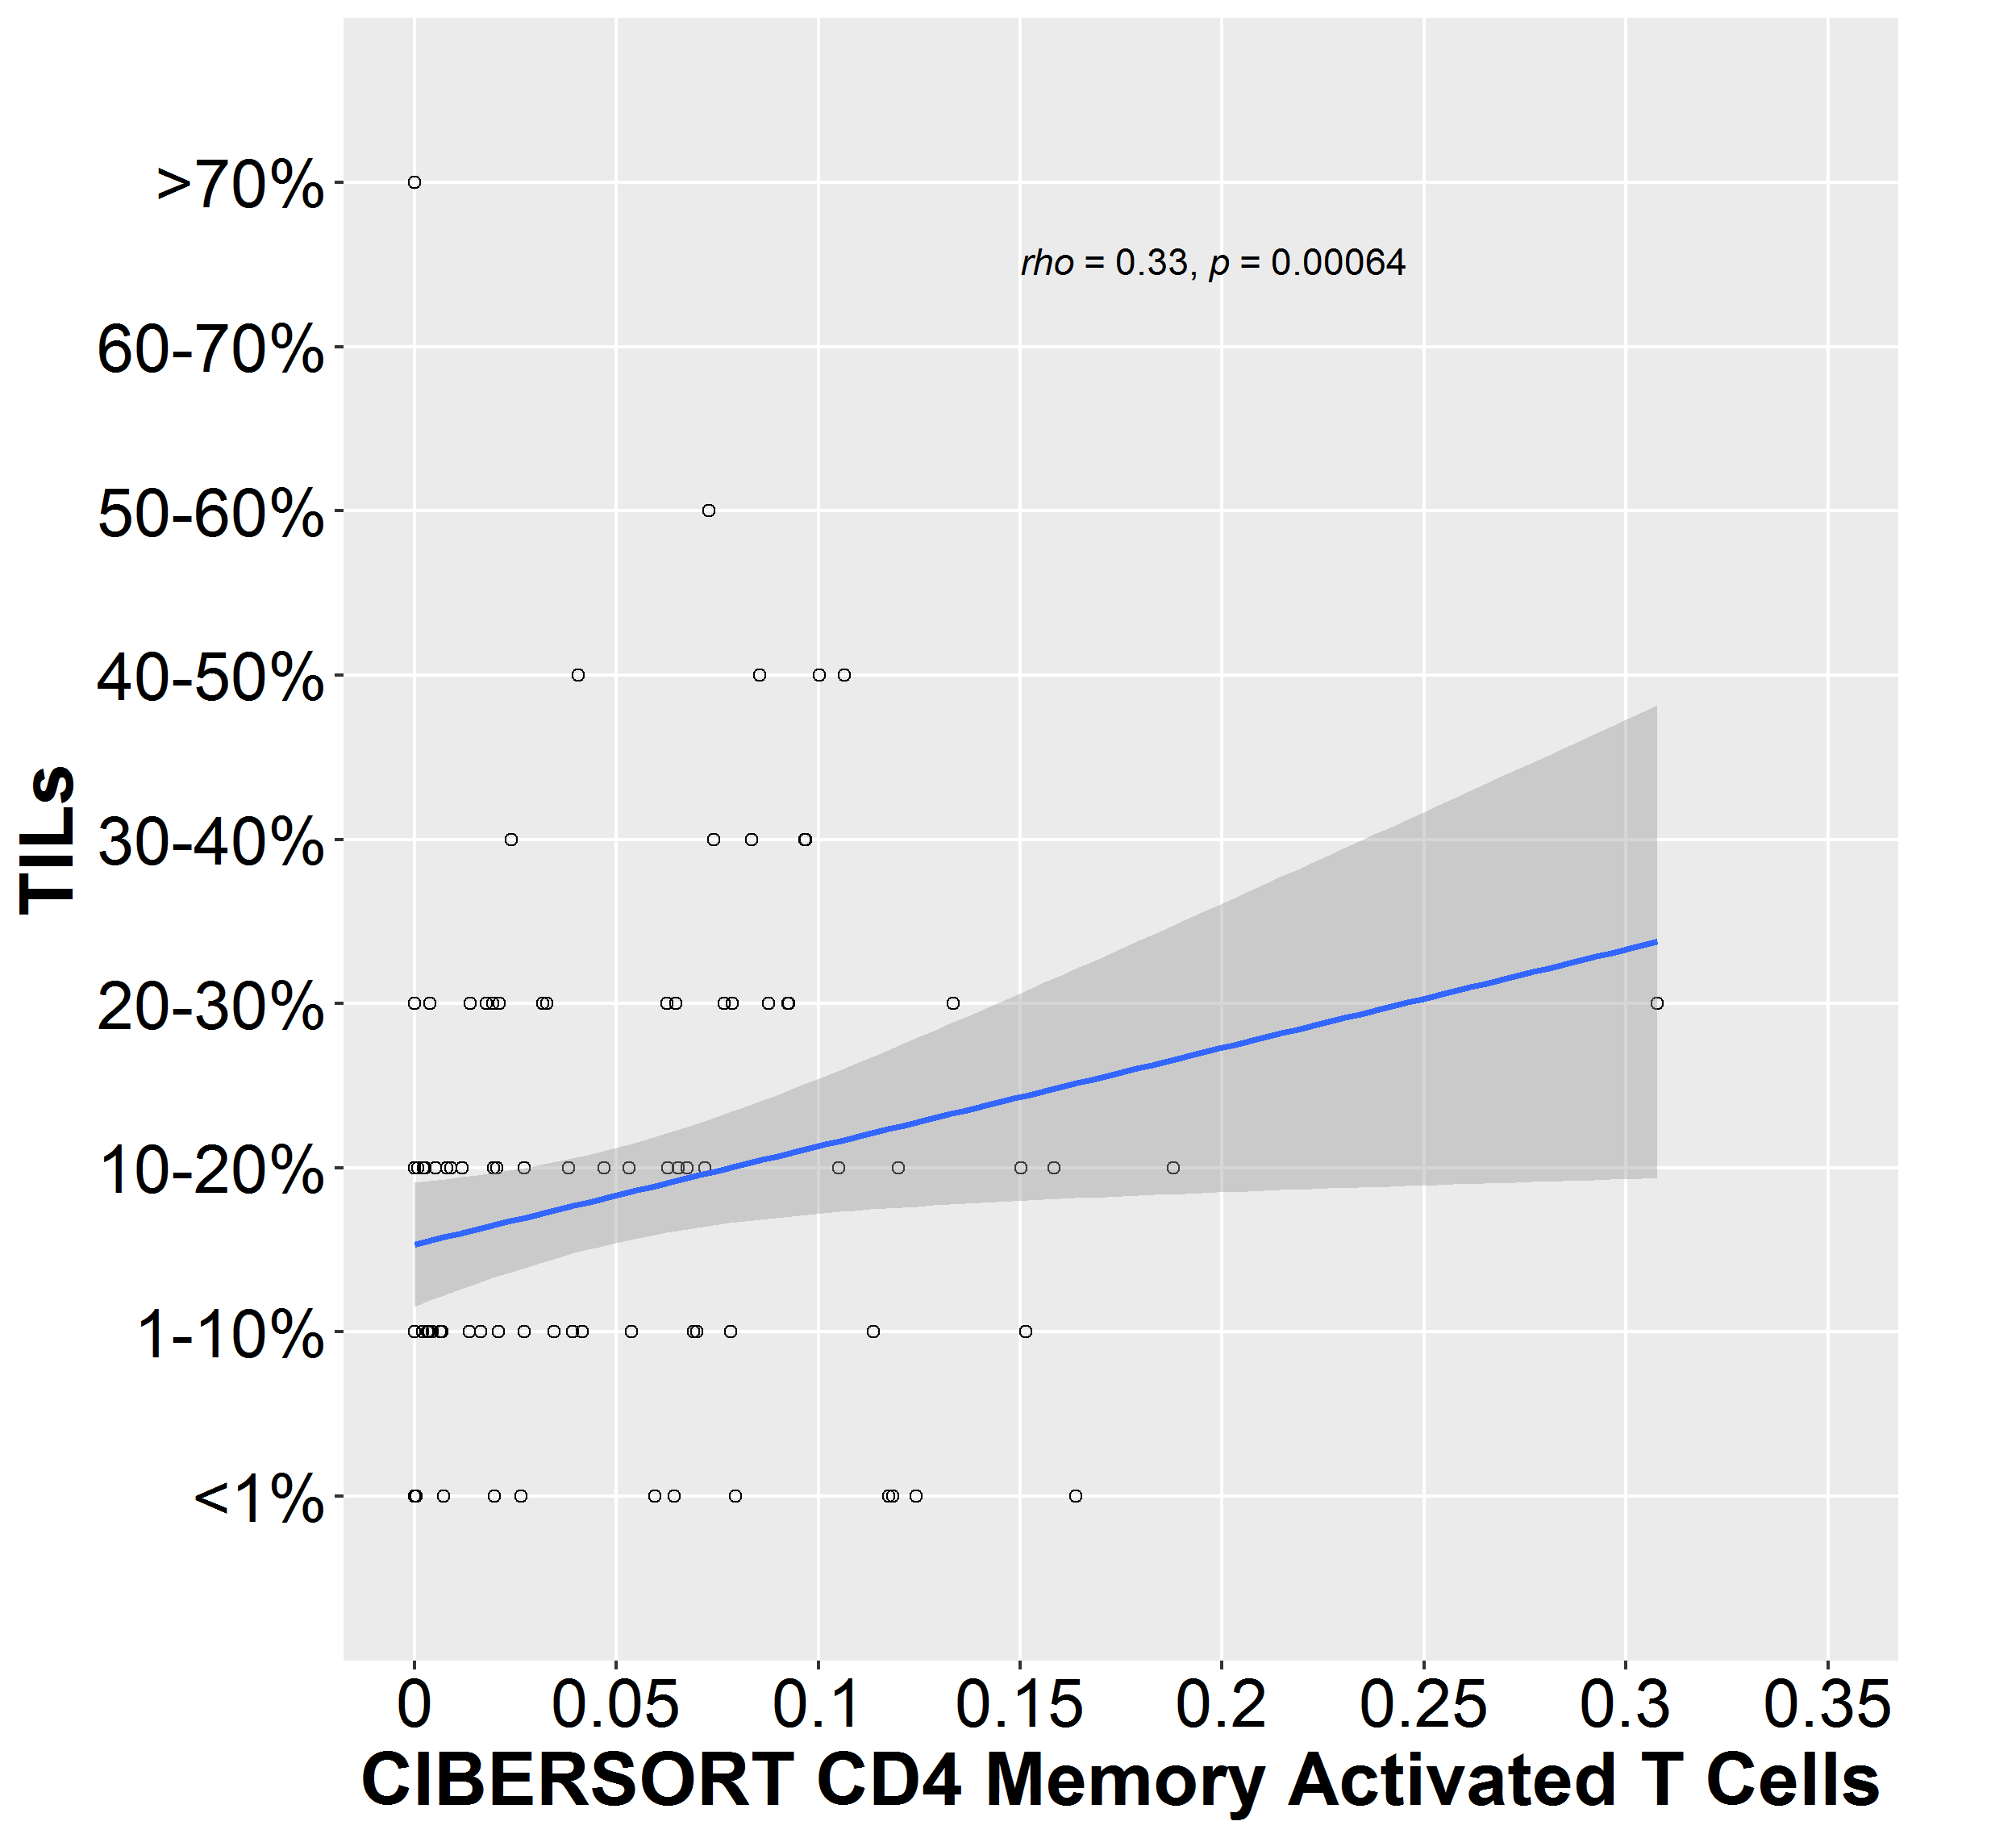 >70%
rho = 0.33, p = 0.00064
60-70%
50-60%
40-50%
TILs
30-40%
20-30%
10-20%
1-10%
<1%
0 0.05 0.1 0.15 0.2 0.25 0.3 0.35
CIBERSORT CD4 Memory Activated T Cells